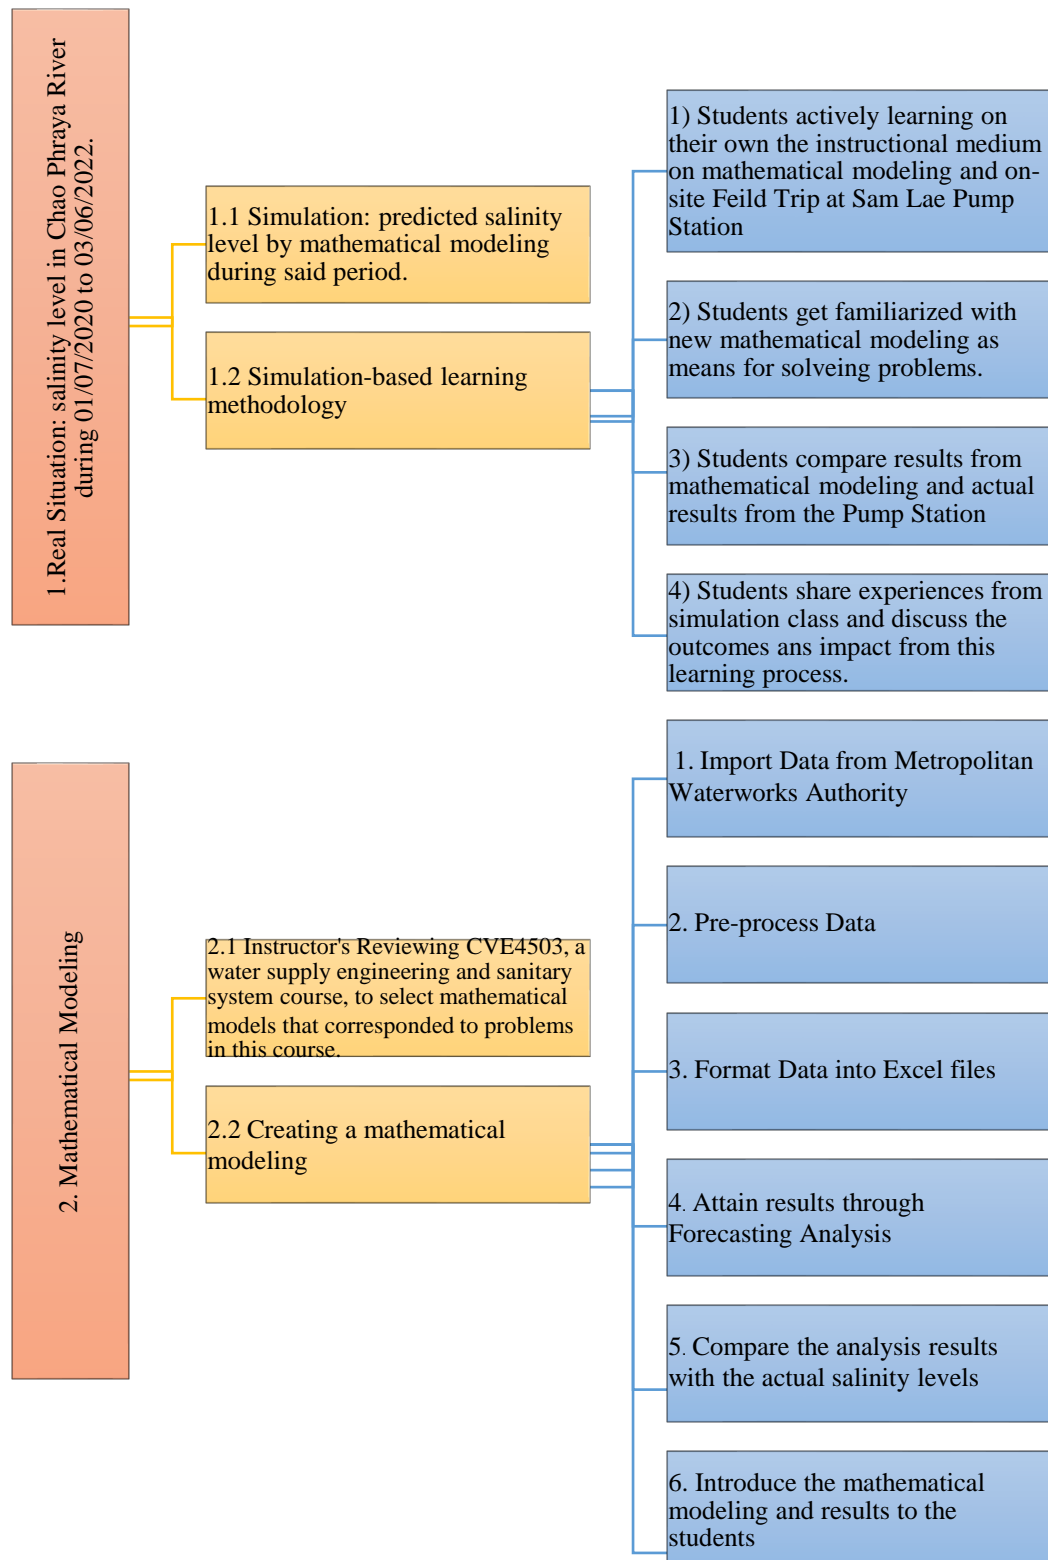 1.Real Situation: salinity level in Chao Phraya River
during 01/07/2020 to 03/06/2022.
1.1 Simulation: predicted salinity
level by mathematical modeling
during said period.
1.2 Simulation-based learning
methodology
1) Students actively learning on
their own the instructional medium
on mathematical modeling and on-
site Feild Trip at Sam Lae Pump
Station
2) Students get familiarized with
new mathematical modeling as
means for solveing problems.
3) Students compare results from
mathematical modeling and actual
results from the Pump Station
4) Students share experiences from
simulation class and discuss the
outcomes ans impact from this
learning process.
2. Mathematical Modeling
2.1 Instructor's Reviewing CVE4503, a
water supply engineering and sanitary
system course, to select mathematical
models that corresponded to problems
in this course.
2.2 Creating a mathematical
modeling
1. Import Data from Metropolitan
Waterworks Authority
2. Pre-process Data
3. Format Data into Excel files
4. Attain results through
Forecasting Analysis
5. Compare the analysis results
with the actual salinity levels
6. Introduce the mathematical
modeling and results to the
students